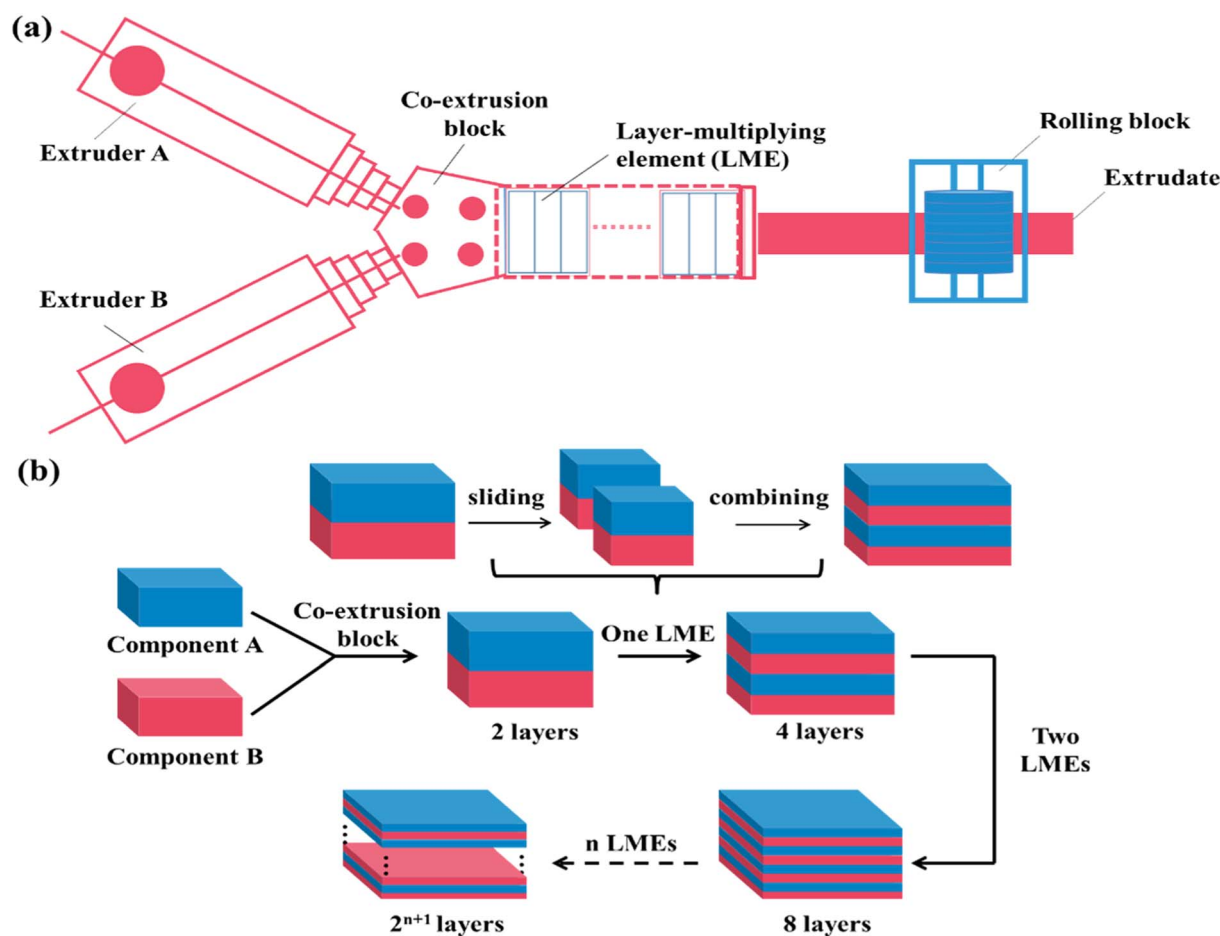 (a)
Extruder A
Co-extrusion
block
Layer-multiplying
element (LME)
Rolling block
Extrudate
Extruder B
(b)
sliding
combining
Component A
Co-extrusion
block
One LME
Component B
2 layers
4 layers
Two
LMEs
n LMEs
2ⁿ⁺¹ layers
8 layers